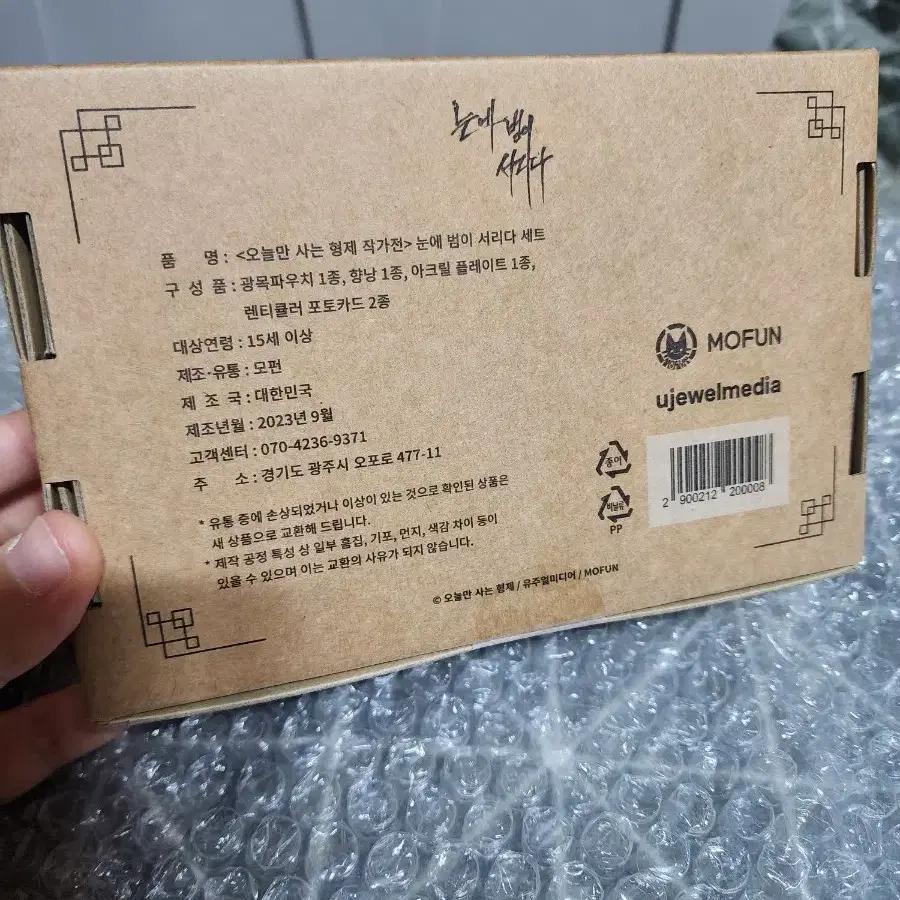 눈에 범이
서리다
품 명 : <오늘만 사는 형제 작가전> 눈에 범이 서리다 세트
구 성 품 : 광목파우치 1종, 향낭 1종, 아크릴 플레이트 1종,
렌티큘러 포토카드 2종
대상연령 : 15세 이상
제조·유통 : 모펀
제 조 국 : 대한민국
제조년월 : 2023년 9월
고객센터 : 070-4236-9371
주 소 : 경기도 광주시 오포로 477-11
* 유통 중에 손상되었거나 이상이 있는 것으로 확인된 상품은
새 상품으로 교환해 드립니다.
* 제작 공정 특성 상 일부 흠집, 기포, 먼지, 색감 차이 등이
있을 수 있으며 이는 교환의 사유가 되지 않습니다.
© 오늘만 사는 형제 / 유주얼미디어 / MOFUN
MOFUN
MOFUN
ujewelmedia
종이
비닐류
PP
2 900212 200008